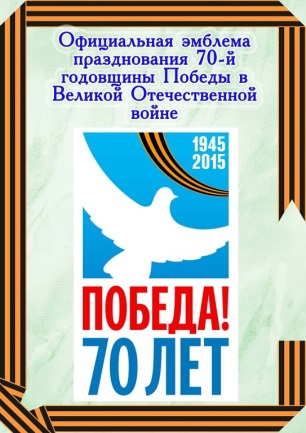 Официальная эмблема
празднования 70-й
годовщины Победы в
Великой Отечественной
войне
1945
2015
ПОБЕДА!
70 ЛЕТ